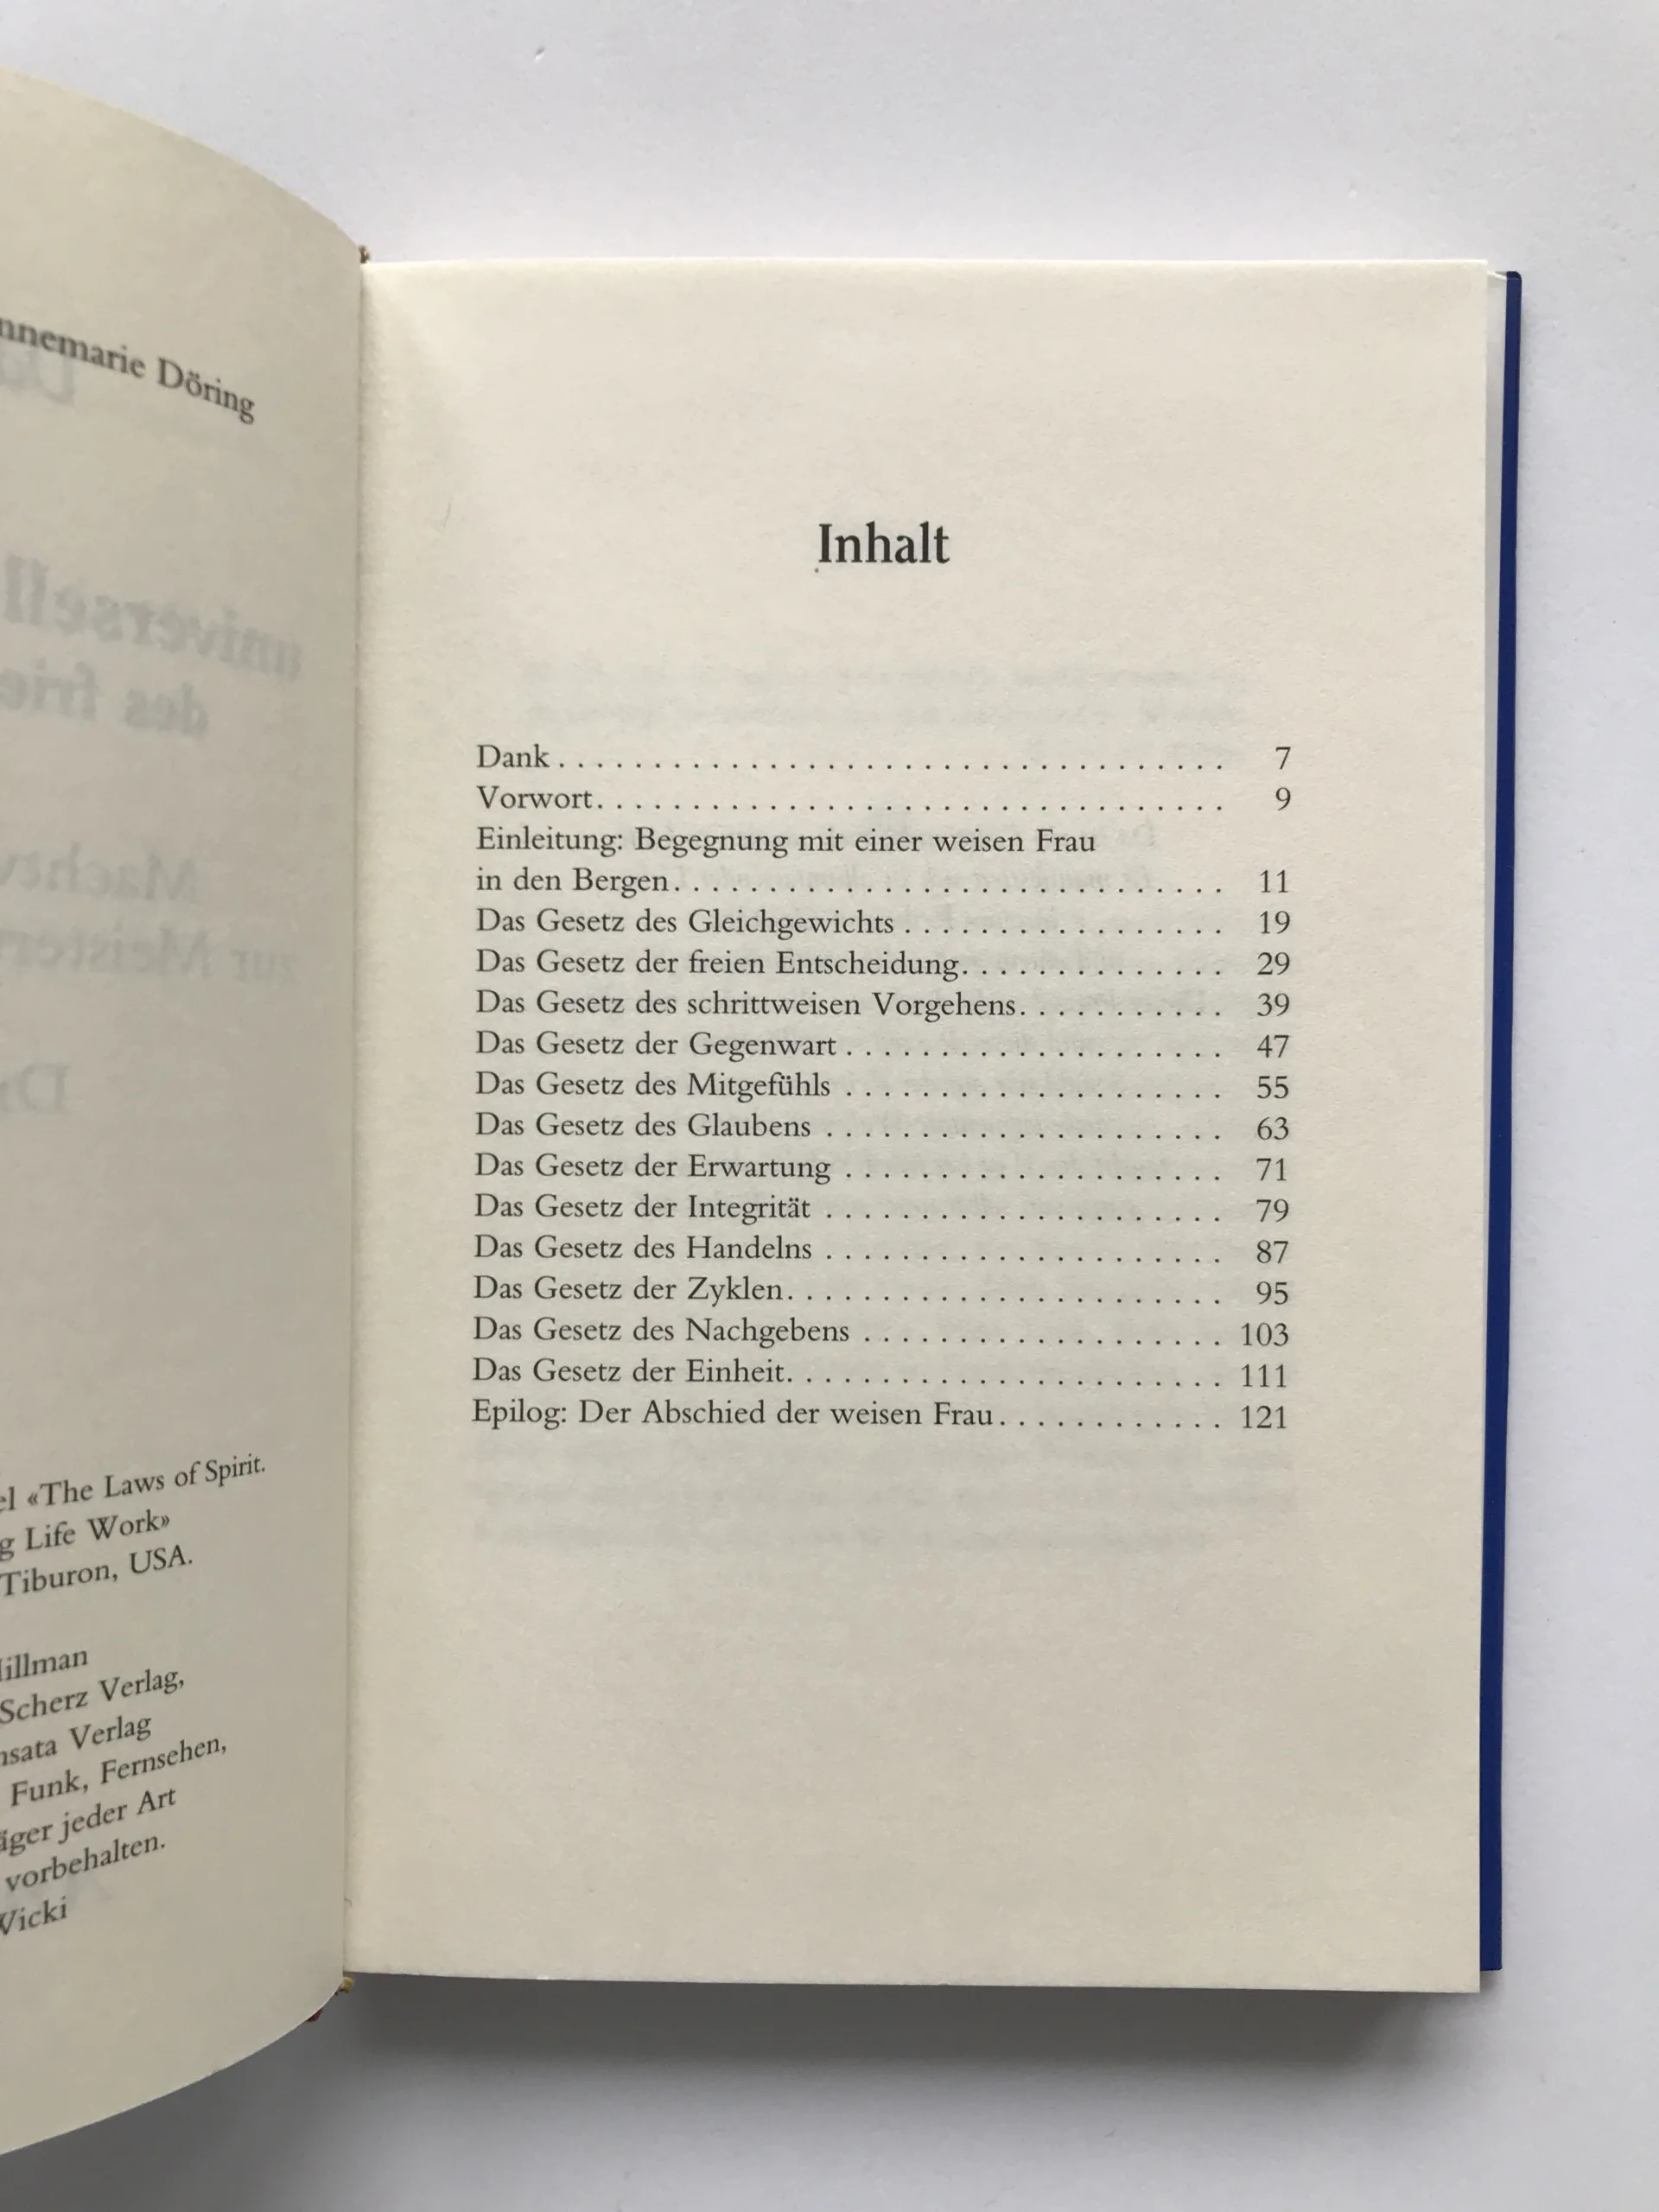 Döring
el «The Laws of Spirit.
g Life Work»
Tiburon, USA.
illman
Scherz Verlag,
nsata Verlag
Funk, Fernsehen,
äger jeder Art
vorbehalten.
Wicki
Inhalt
Dank . . . . . . . . . . . . . . . . . . . . . . . . . . . . . . . . . . . 7
Vorwort. . . . . . . . . . . . . . . . . . . . . . . . . . . . . . . . . 9
Einleitung: Begegnung mit einer weisen Frau
in den Bergen. . . . . . . . . . . . . . . . . . . . . . . . . . . . . 11
Das Gesetz des Gleichgewichts . . . . . . . . . . . . . . . . . 19
Das Gesetz der freien Entscheidung. . . . . . . . . . . . . . 29
Das Gesetz des schrittweisen Vorgehens. . . . . . . . . . . 39
Das Gesetz der Gegenwart . . . . . . . . . . . . . . . . . . . . 47
Das Gesetz des Mitgefühls . . . . . . . . . . . . . . . . . . . . 55
Das Gesetz des Glaubens . . . . . . . . . . . . . . . . . . . . . 63
Das Gesetz der Erwartung . . . . . . . . . . . . . . . . . . . . 71
Das Gesetz der Integrität . . . . . . . . . . . . . . . . . . . . . 79
Das Gesetz des Handelns . . . . . . . . . . . . . . . . . . . . . 87
Das Gesetz der Zyklen. . . . . . . . . . . . . . . . . . . . . . . 95
Das Gesetz des Nachgebens . . . . . . . . . . . . . . . . . . . 103
Das Gesetz der Einheit. . . . . . . . . . . . . . . . . . . . . . . 111
Epilog: Der Abschied der weisen Frau. . . . . . . . . . . . 121